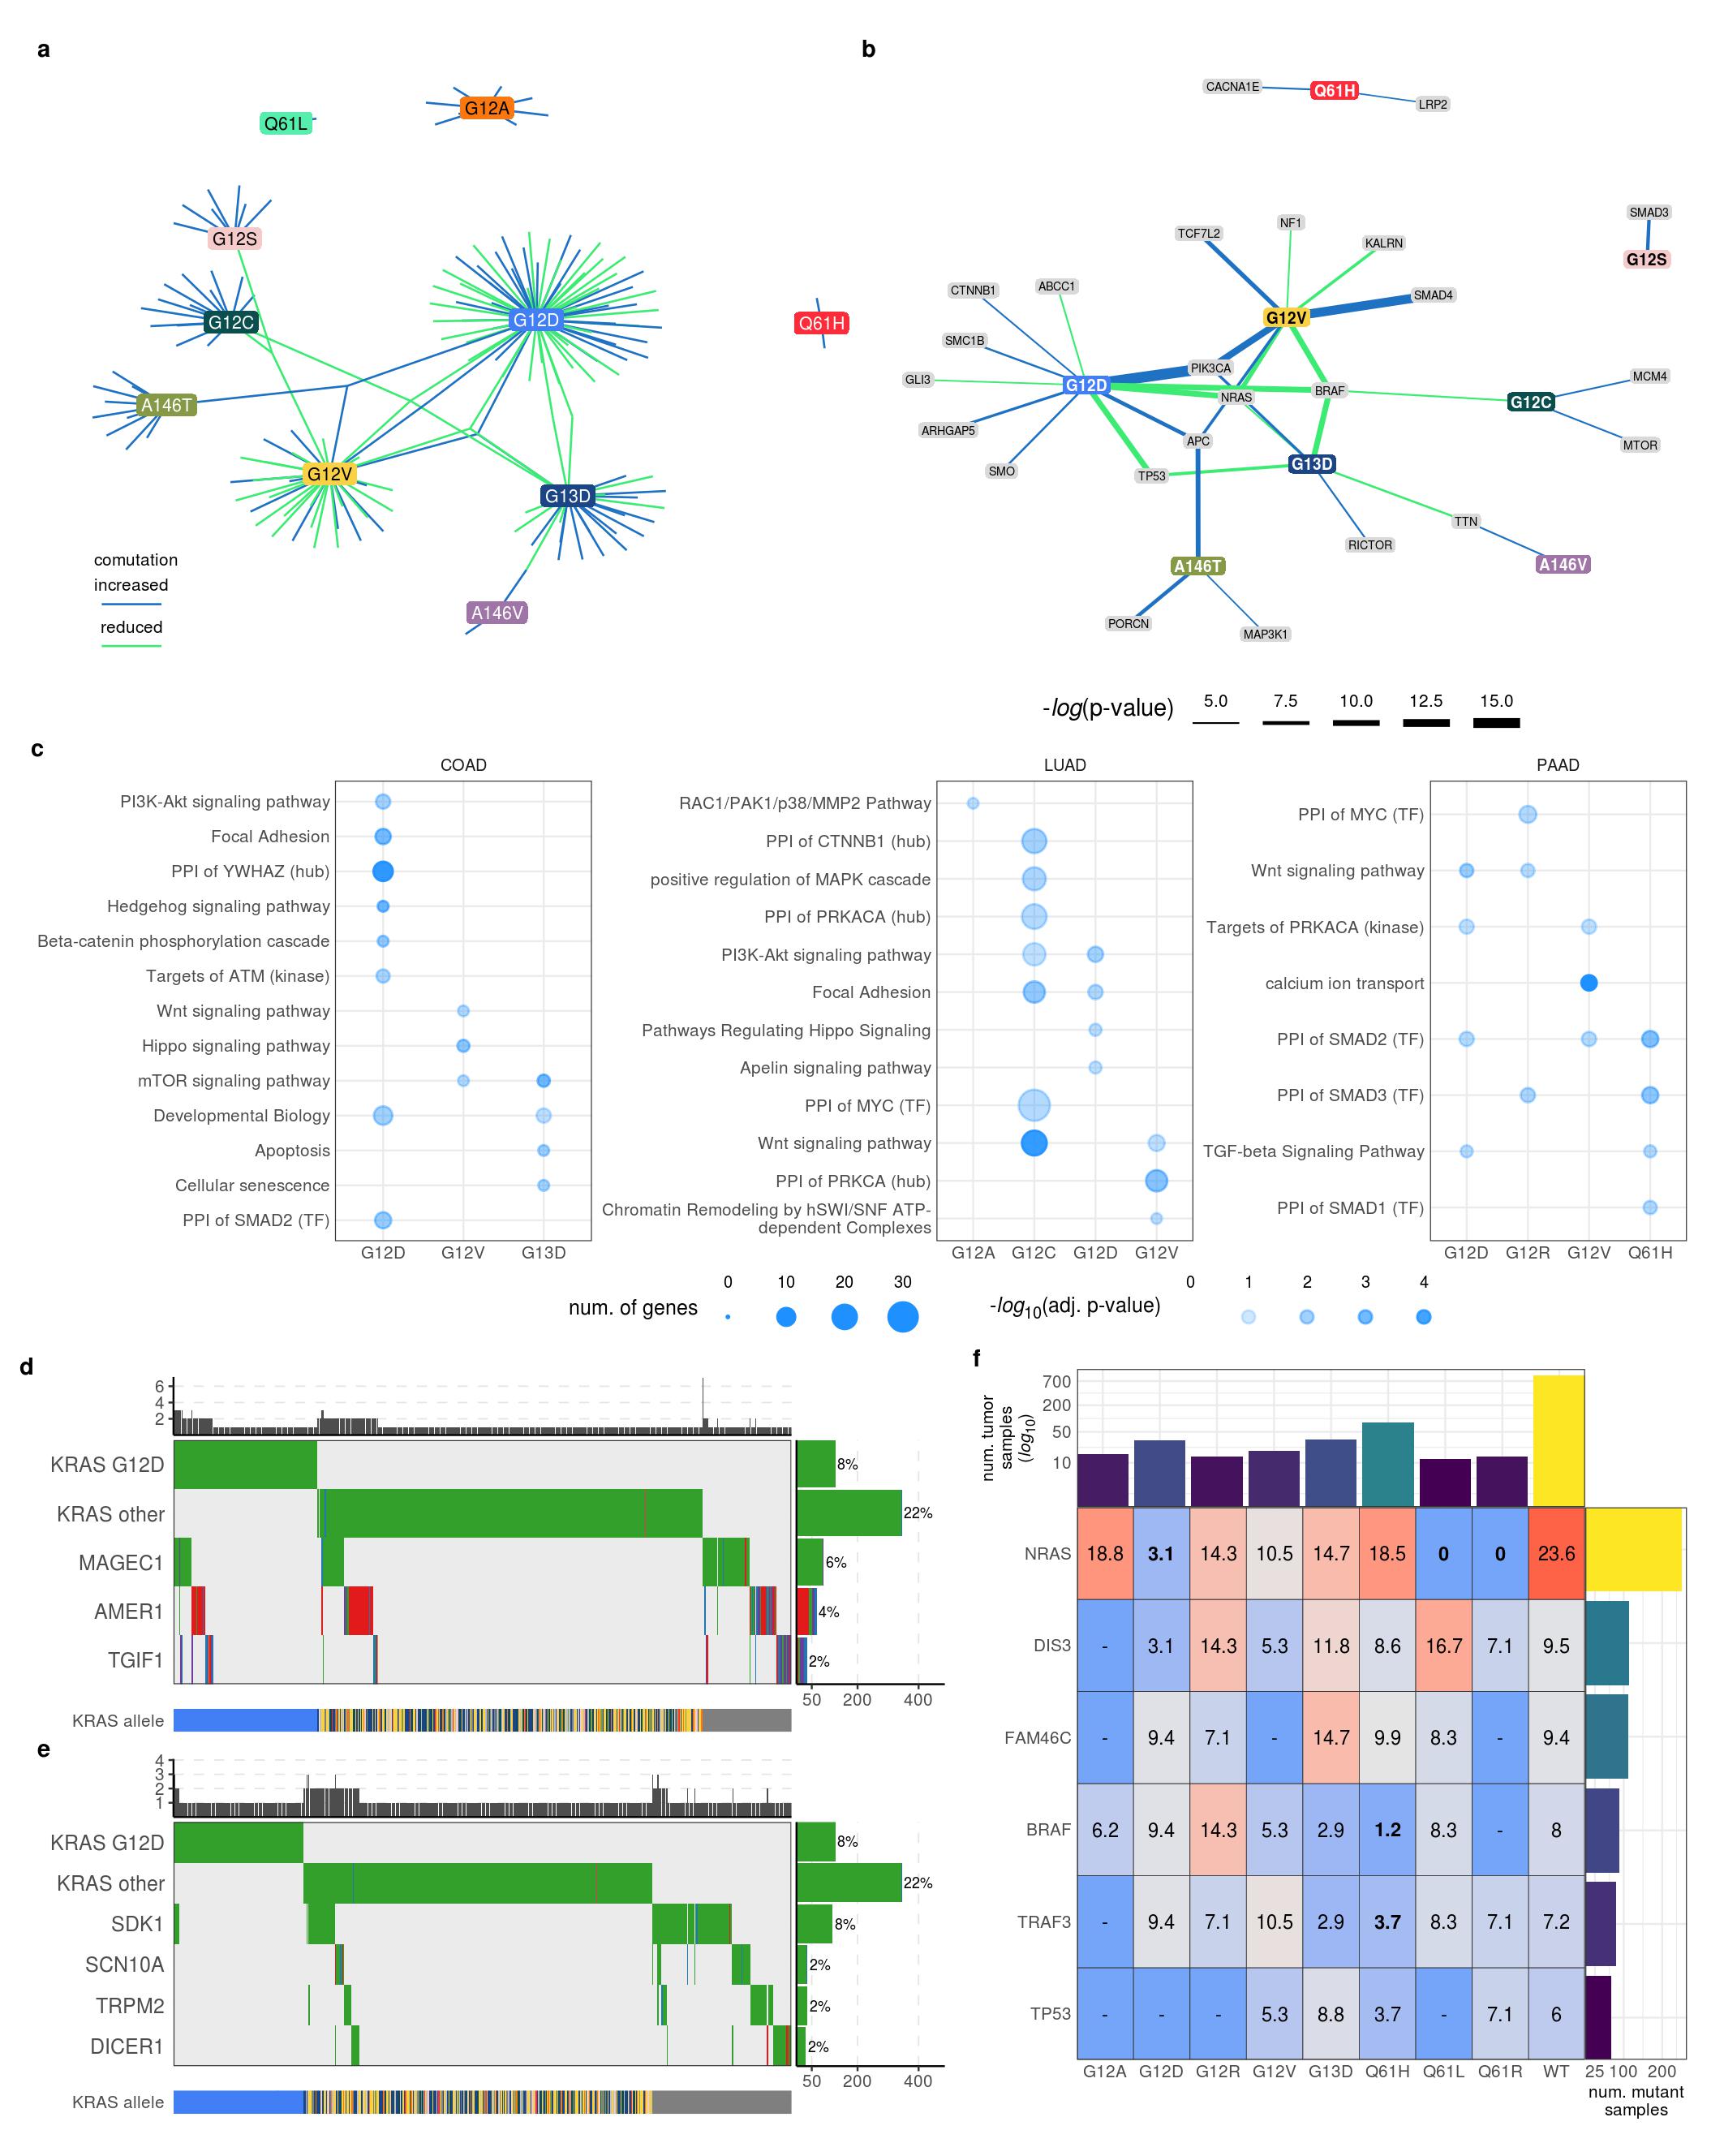 a
Q61L
G12A
G12S
G12C
G12D
Q61H
A146T
G12V
G13D
A146V
comutation
increased
reduced
b
CACNA1E
Q61H
LRP2
SMAD3
G12S
TCF7L2
NF1
KALRN
CTNNB1
ABCC1
SMAD4
G12V
SMC1B
PIK3CA
GLI3
G12D
NRAS
BRAF
MCM4
G12C
ARHGAP5
APC
MTOR
SMO
TP53
G13D
TTN
RICTOR
A146T
A146V
PORCN
MAP3K1
-log(p-value)
5.0 7.5 10.0 12.5 15.0
c
COAD
PI3K-Akt signaling pathway
Focal Adhesion
PPI of YWHAZ (hub)
Hedgehog signaling pathway
Beta-catenin phosphorylation cascade
Targets of ATM (kinase)
Wnt signaling pathway
Hippo signaling pathway
mTOR signaling pathway
Developmental Biology
Apoptosis
Cellular senescence
PPI of SMAD2 (TF)
G12D G12V G13D
LUAD
RAC1/PAK1/p38/MMP2 Pathway
PPI of CTNNB1 (hub)
positive regulation of MAPK cascade
PPI of PRKACA (hub)
PI3K-Akt signaling pathway
Focal Adhesion
Pathways Regulating Hippo Signaling
Apelin signaling pathway
PPI of MYC (TF)
Wnt signaling pathway
PPI of PRKCA (hub)
Chromatin Remodeling by hSWI/SNF ATP-
dependent Complexes
G12A G12C G12D G12V
PAAD
PPI of MYC (TF)
Wnt signaling pathway
Targets of PRKACA (kinase)
calcium ion transport
PPI of SMAD2 (TF)
PPI of SMAD3 (TF)
TGF-beta Signaling Pathway
PPI of SMAD1 (TF)
G12D G12R G12V Q61H
num. of genes
0 10 20 30
-log10(adj. p-value)
0 1 2 3 4
d
6
4
2
KRAS G12D 8%
KRAS other 22%
MAGEC1 6%
AMER1 4%
TGIF1 2%
50 200 400
KRAS allele
e
4
3
2
1
KRAS G12D 8%
KRAS other 22%
SDK1 8%
SCN10A 2%
TRPM2 2%
DICER1 2%
50 200 400
KRAS allele
f
num. tumor
samples
(log10)
700
200
50
10
NRAS 18.8 3.1 14.3 10.5 14.7 18.5 0 0 23.6
DIS3 - 3.1 14.3 5.3 11.8 8.6 16.7 7.1 9.5
FAM46C - 9.4 7.1 - 14.7 9.9 8.3 - 9.4
BRAF 6.2 9.4 14.3 5.3 2.9 1.2 8.3 - 8
TRAF3 - 9.4 7.1 10.5 2.9 3.7 8.3 7.1 7.2
TP53 - - - 5.3 8.8 3.7 - 7.1 6
G12A G12D G12R G12V G13D Q61H Q61L Q61R WT
25 100 200
num. mutant
samples